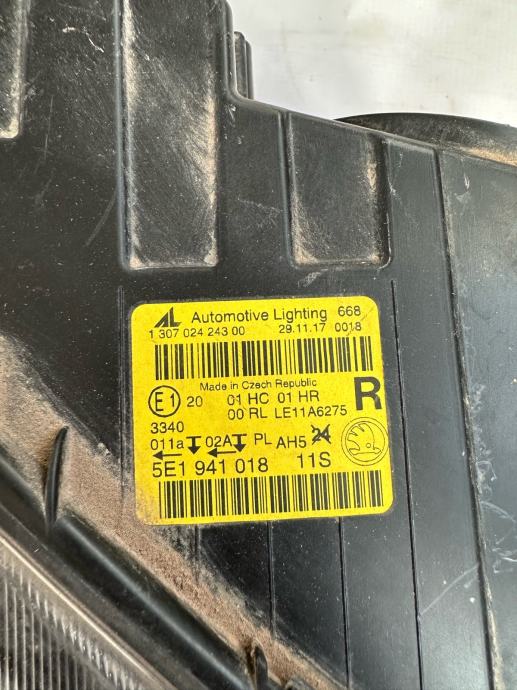 AL Automotive Lighting 668
1 307 024 243 00 29.11.17 0018
Made in Czech Republic
E1 20 01 HC 01 HR R
00 RL LE11A6275
3340
011a 02A PL AH5
5E1 941 018 11S